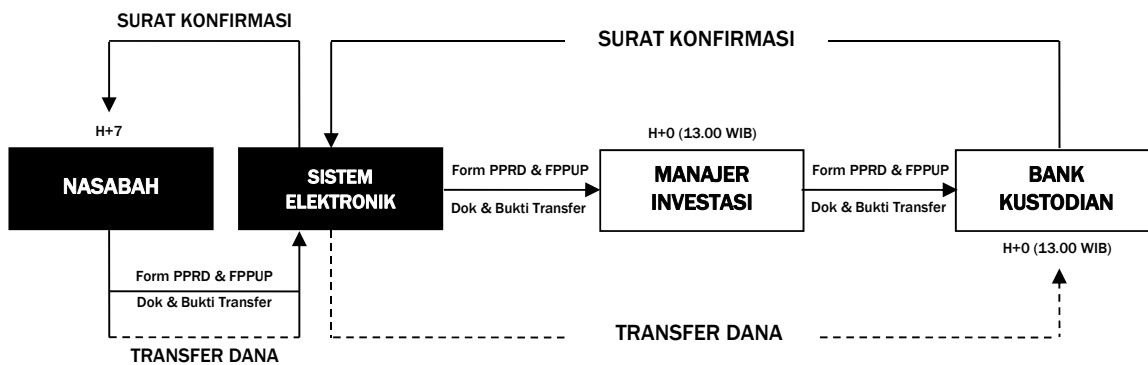 SURAT KONFIRMASI
SURAT KONFIRMASI
H+7
H+0 (13.00 WIB)
NASABAH
SISTEM
ELEKTRONIK
Form PPRD & FPPUP
Dok & Bukti Transfer
MANAJER
INVESTASI
Form PPRD & FPPUP
Dok & Bukti Transfer
BANK
KUSTODIAN
H+0 (13.00 WIB)
Form PPRD & FPPUP
Dok & Bukti Transfer
TRANSFER DANA
TRANSFER DANA